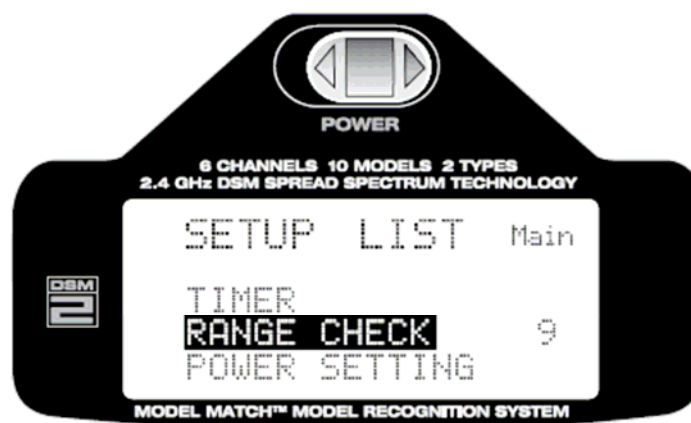 POWER
6 CHANNELS 10 MODELS 2 TYPES
2.4 GHz DSM SPREAD SPECTRUM TECHNOLOGY
SETUP LIST Main
DSM
2
TIMER
RANGE CHECK 9
POWER SETTING
MODEL MATCH™ MODEL RECOGNITION SYSTEM